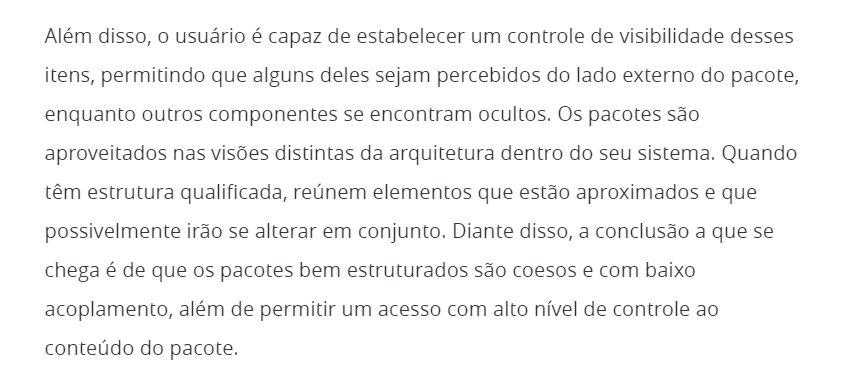 Além disso, o usuário é capaz de estabelecer um controle de visibilidade desses
itens, permitindo que alguns deles sejam percebidos do lado externo do pacote,
enquanto outros componentes se encontram ocultos. Os pacotes são
aproveitados nas visões distintas da arquitetura dentro do seu sistema. Quando
têm estrutura qualificada, reúnem elementos que estão aproximados e que
possivelmente irão se alterar em conjunto. Diante disso, a conclusão a que se
chega é de que os pacotes bem estruturados são coesos e com baixo
acoplamento, além de permitir um acesso com alto nível de controle ao
conteúdo do pacote.